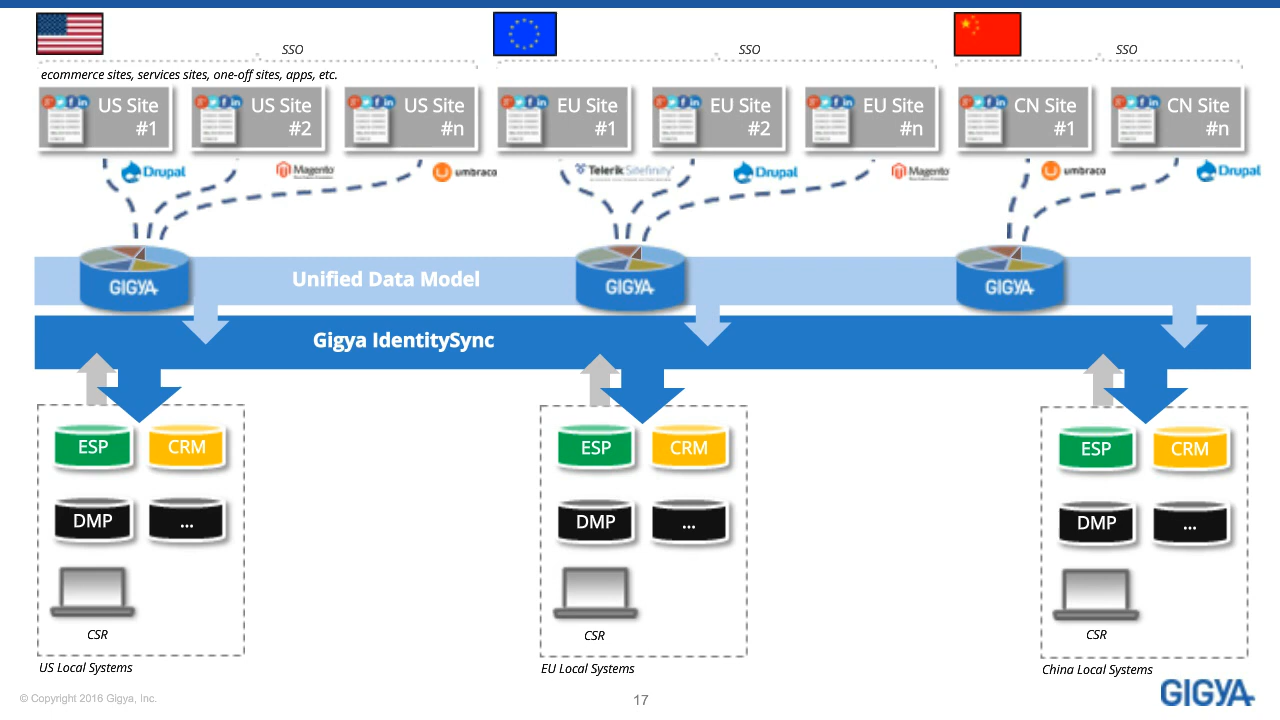 SSO
SSO
SSO
ecommerce sites, services sites, one-off sites, apps, etc.
US Site
#1
US Site
#2
US Site
#n
EU Site
#1
EU Site
#2
EU Site
#n
CN Site
#1
CN Site
#n
Drupal
Magento
umbraco
Telerik Sitefinity
Drupal
Magento
umbraco
Drupal
GIGYA
Unified Data Model
GIGYA
GIGYA
Gigya IdentitySync
ESP
CRM
DMP
...
CSR
US Local Systems
ESP
CRM
DMP
...
CSR
EU Local Systems
ESP
CRM
DMP
...
CSR
China Local Systems
© Copyright 2016 Gigya, Inc.
17
GIGYA